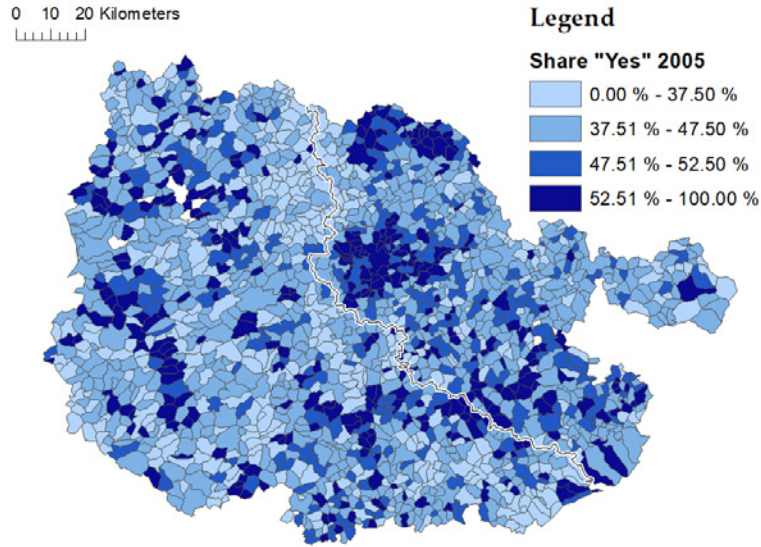 0 10 20 Kilometers
Legend
Share "Yes" 2005
0.00 % - 37.50 %
37.51 % - 47.50 %
47.51 % - 52.50 %
52.51 % - 100.00 %